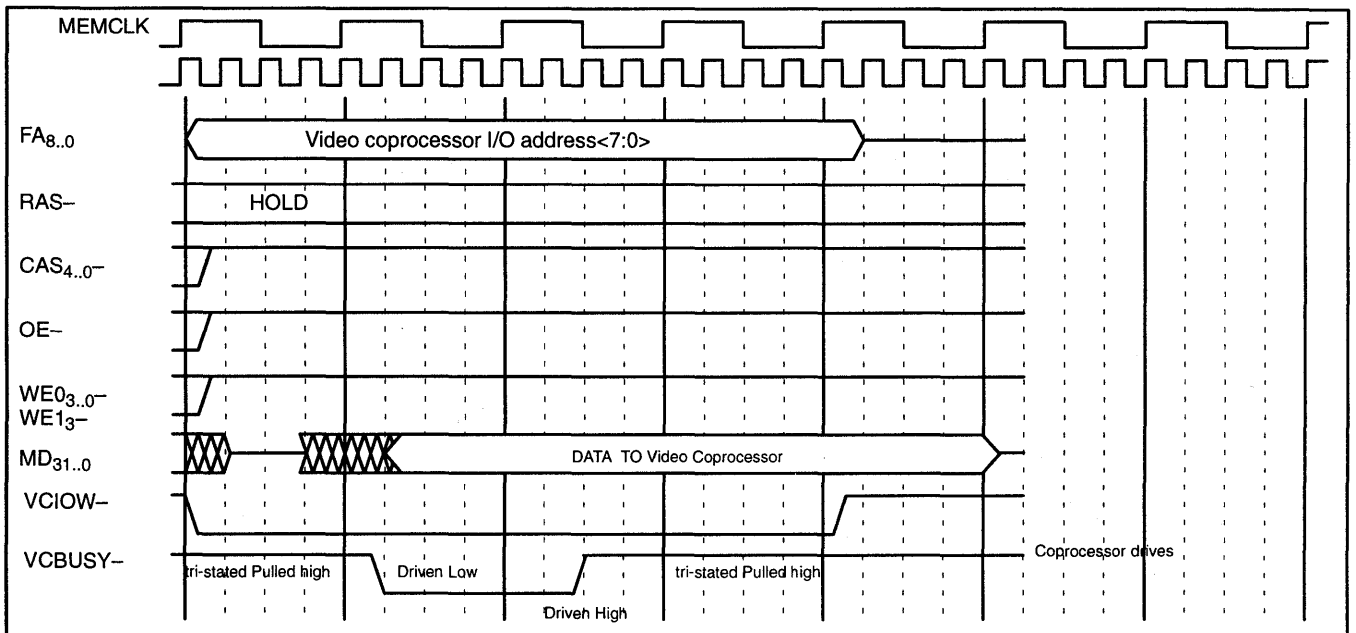 MEMCLK
FA8..0
Video coprocessor I/O address<7:0>
RAS–
HOLD
CAS4..0–
OE–
WE03..0–
WE13–
MD31..0
DATA TO Video Coprocessor
VCIOW–
VCBUSY–
tri-stated Pulled high
Driven Low
Driven High
tri-stated Pulled high
Coprocessor drives